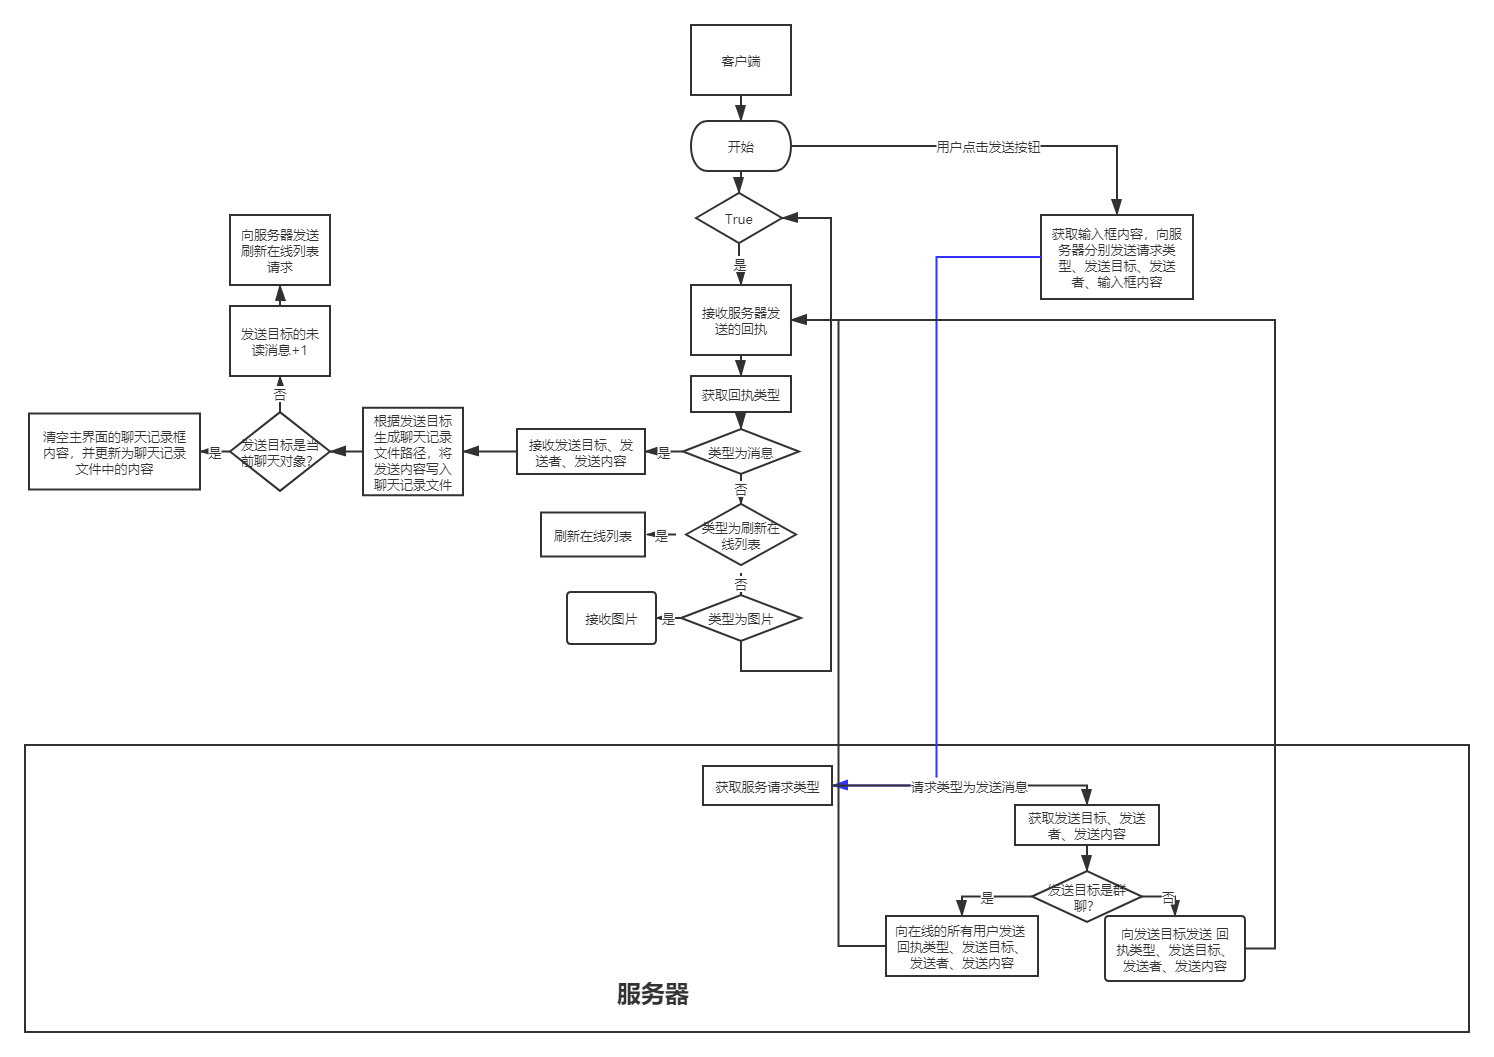 客户端
开始
用户点击发送按钮
True
是
获取输入框内容，向服
务器分别发送请求类
型、发送目标、发送
者、输入框内容
向服务器发送
刷新在线列表
请求
接收服务器发
送的回执
发送目标的未
读消息+1
获取回执类型
否
清空主界面的聊天记录框
内容，并更新为聊天记录
文件中的内容
是
发送目标是当
前聊天对象？
根据发送目标
生成聊天记录
文件路径，将
发送内容写入
聊天记录文件
接收发送目标、发
送者、发送内容
是
类型为消息
否
刷新在线列表
是
类型为刷新在
线列表
否
接收图片
是
类型为图片
获取服务请求类型
请求类型为发送消息
获取发送目标、发送
者、发送内容
发送目标是群
聊？
是
否
向在线的所有用户发送
回执类型、发送目标、
发送者、发送内容
向发送目标发送 回
执类型、发送目标、
发送者、发送内容
服务器